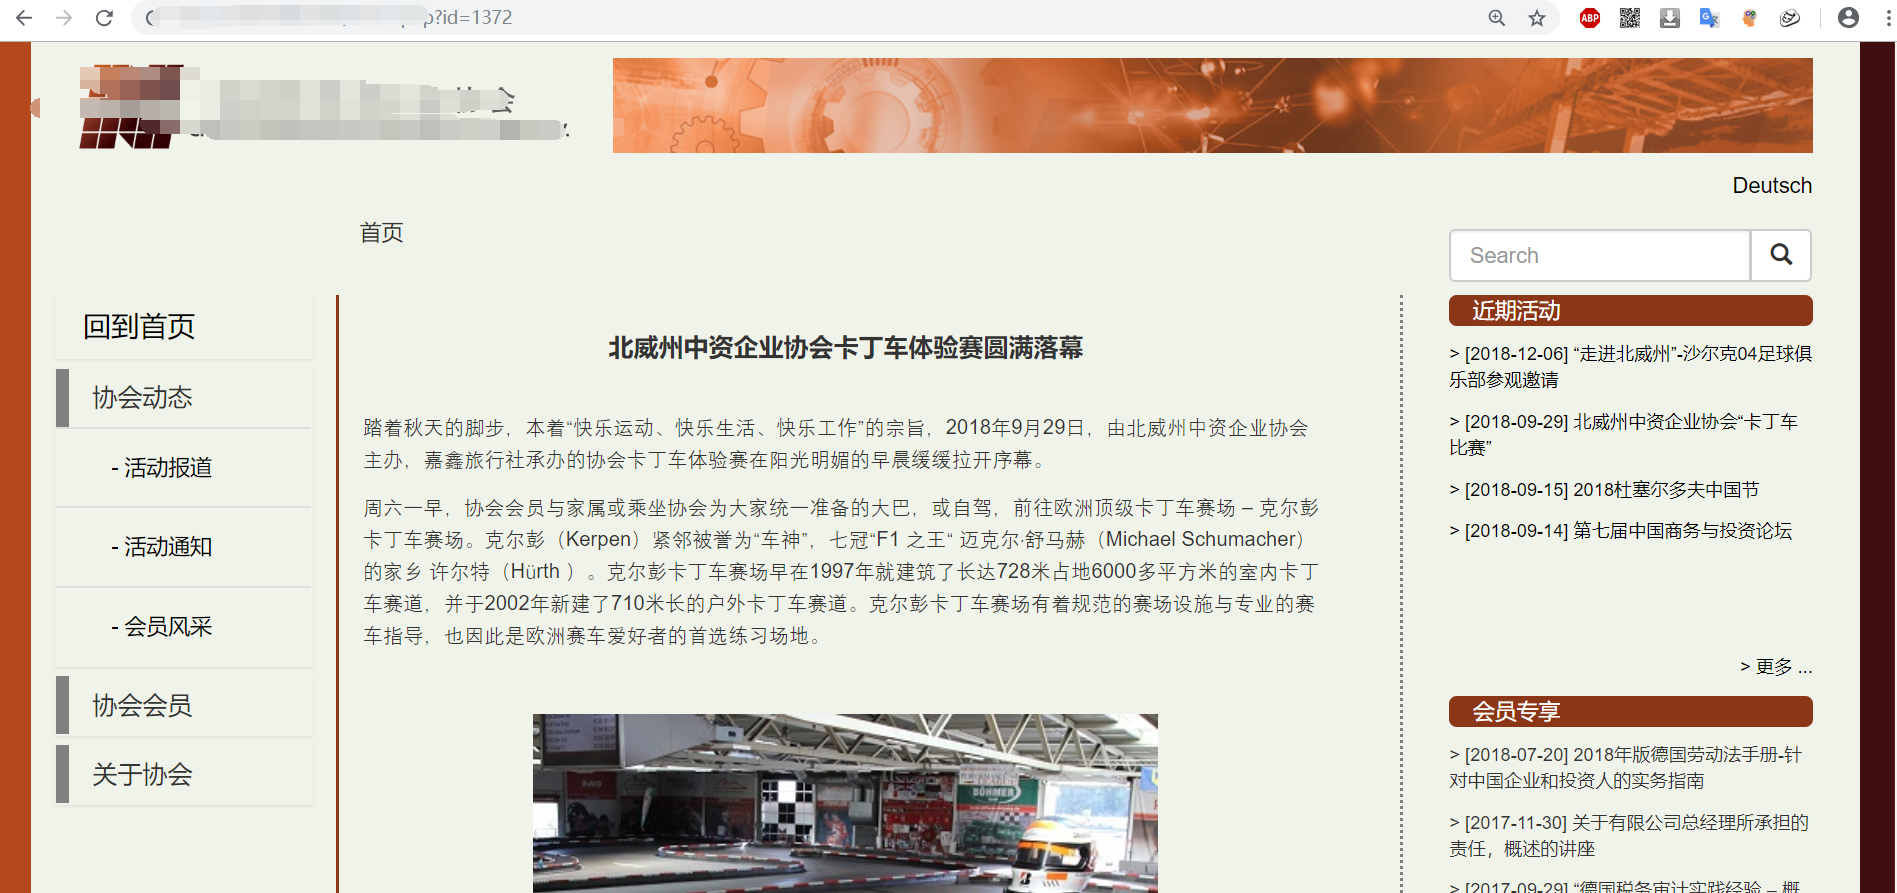 p?id=1372
ABP
协会
Deutsch
首页
Search
回到首页
协会动态
- 活动报道
- 活动通知
- 会员风采
协会会员
关于协会
北威州中资企业协会卡丁车体验赛圆满落幕
踏着秋天的脚步，本着“快乐运动、快乐生活、快乐工作”的宗旨，2018年9月29日，由北威州中资企业协会
主办，嘉鑫旅行社承办的协会卡丁车体验赛在阳光明媚的早晨缓缓拉开序幕。
周六一早，协会会员与家属或乘坐协会为大家统一准备的大巴，或自驾，前往欧洲顶级卡丁车赛场 – 克尔彭
卡丁车赛场。克尔彭（Kerpen）紧邻被誉为“车神”，七冠“F1 之王“ 迈克尔·舒马赫（Michael Schumacher）
的家乡 许尔特（Hürth ）。克尔彭卡丁车赛场早在1997年就建筑了长达728米占地6000多平方米的室内卡丁
车赛道，并于2002年新建了710米长的户外卡丁车赛道。克尔彭卡丁车赛场有着规范的赛场设施与专业的赛
车指导，也因此是欧洲赛车爱好者的首选练习场地。
BÖHMER
近期活动
> [2018-12-06] “走进北威州”-沙尔克04足球俱
乐部参观邀请
> [2018-09-29] 北威州中资企业协会“卡丁车
比赛”
> [2018-09-15] 2018杜塞尔多夫中国节
> [2018-09-14] 第七届中国商务与投资论坛
> 更多 ...
会员专享
> [2018-07-20] 2018年版德国劳动法手册-针
对中国企业和投资人的实务指南
> [2017-11-30] 关于有限公司总经理所承担的
责任，概述的讲座
> [2017-09-29] “德国税务审计实践经验 – 概